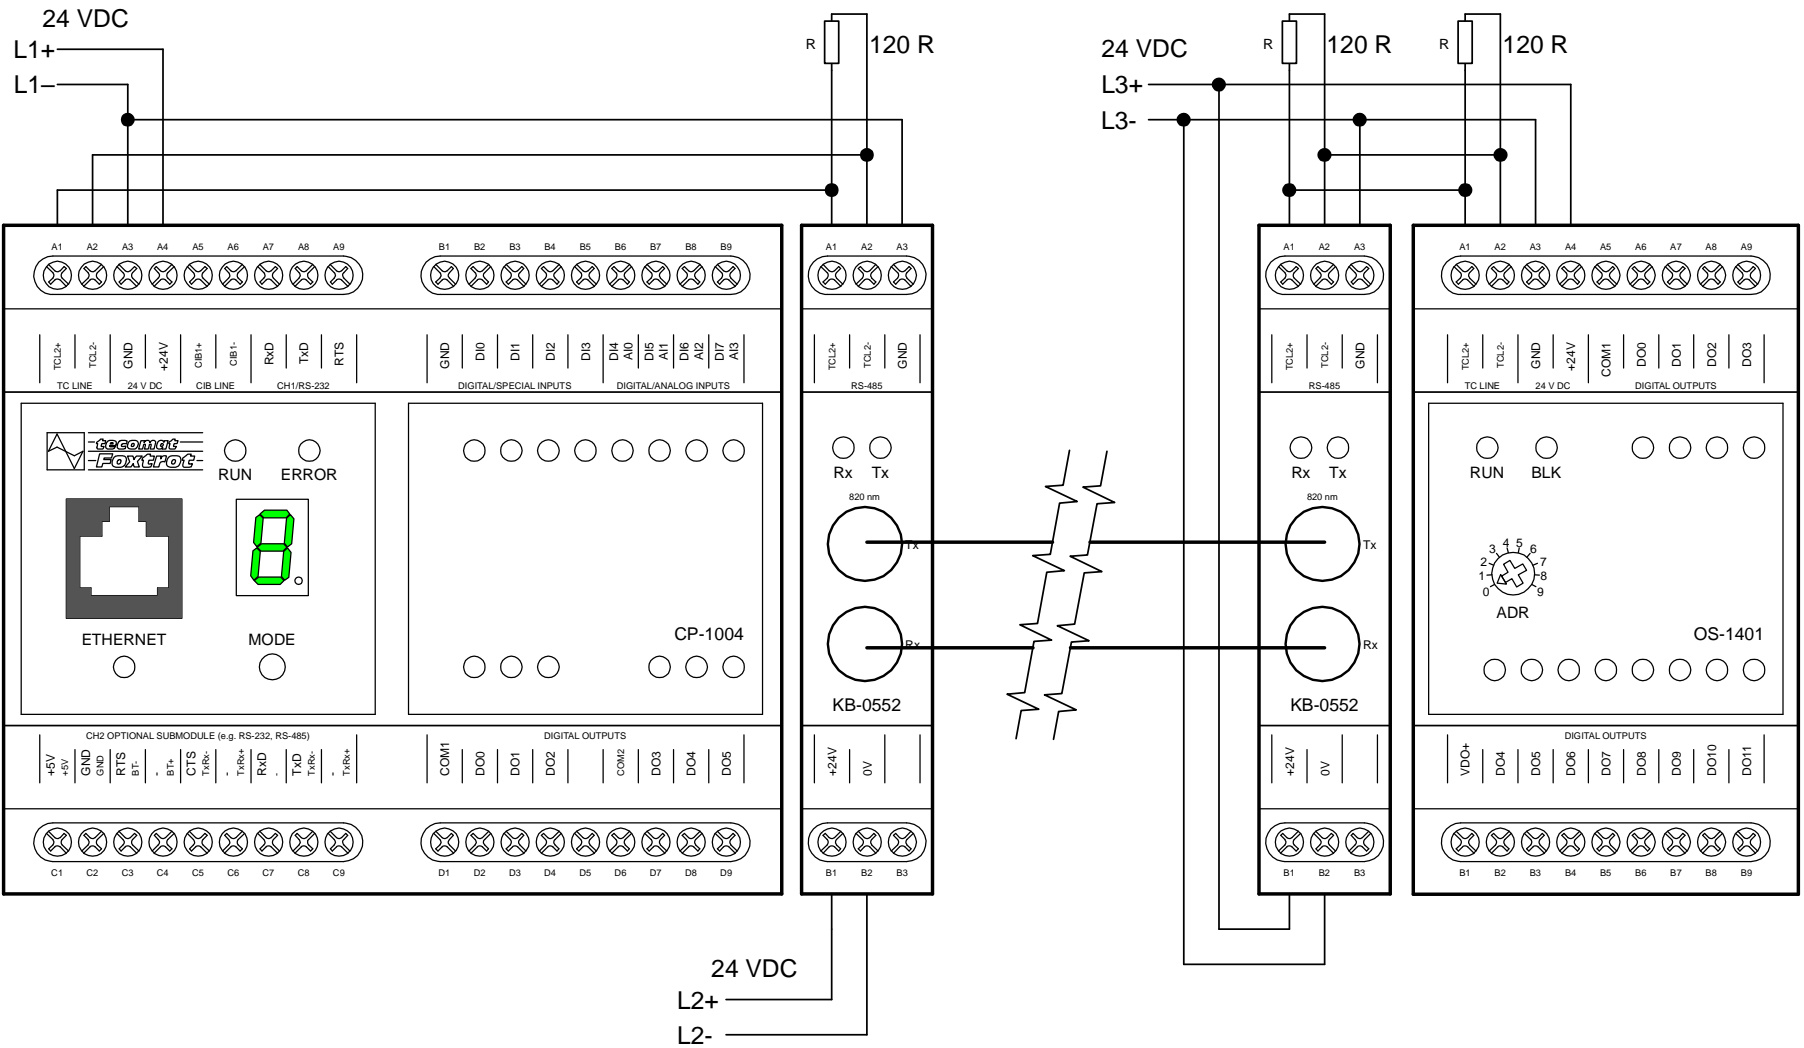 24 VDC
L1+
L1–
R
120 R
24 VDC
L3+
L3-
R
120 R
R
120 R
A1 A2 A3 A4 A5 A6 A7 A8 A9
B1 B2 B3 B4 B5 B6 B7 B8 B9
TCL2+ TCL2- GND +24V CIB1+ CIB1- RxD TxD RTS
TC LINE 24 V DC CIB LINE CH1/RS-232
GND DI0 DI1 DI2 DI3 DI4 AI0 DI5 AI1 DI6 AI2 DI7 AI3
DIGITAL/SPECIAL INPUTS DIGITAL/ANALOG INPUTS
tecomat
Foxtrot
RUN ERROR
ETHERNET MODE
CP-1004
CH2 OPTIONAL SUBMODULE (e.g. RS-232, RS-485)
+5V GND RTS - CTS - RxD TxD -
+5V GND BT- BT+ TxRx- TxRx+ - TxRx- TxRx+
DIGITAL OUTPUTS
COM1 DO0 DO1 DO2 COM2 DO3 DO4 DO5
C1 C2 C3 C4 C5 C6 C7 C8 C9
D1 D2 D3 D4 D5 D6 D7 D8 D9
A1 A2 A3
TCL2+ TCL2- GND
RS-485
Rx Tx
820 nm
Tx
Rx
KB-0552
+24V 0V
B1 B2 B3
24 VDC
L2+
L2-
A1 A2 A3
TCL2+ TCL2- GND
RS-485
Rx Tx
820 nm
Tx
Rx
KB-0552
+24V 0V
B1 B2 B3
A1 A2 A3 A4 A5 A6 A7 A8 A9
TCL2+ TCL2- GND +24V COM1 DO0 DO1 DO2 DO3
TC LINE 24 V DC DIGITAL OUTPUTS
RUN BLK
0 1 2 3 4 5 6 7 8 9
ADR
OS-1401
DIGITAL OUTPUTS
VDO+ DO4 DO5 DO6 DO7 DO8 DO9 DO10 DO11
B1 B2 B3 B4 B5 B6 B7 B8 B9